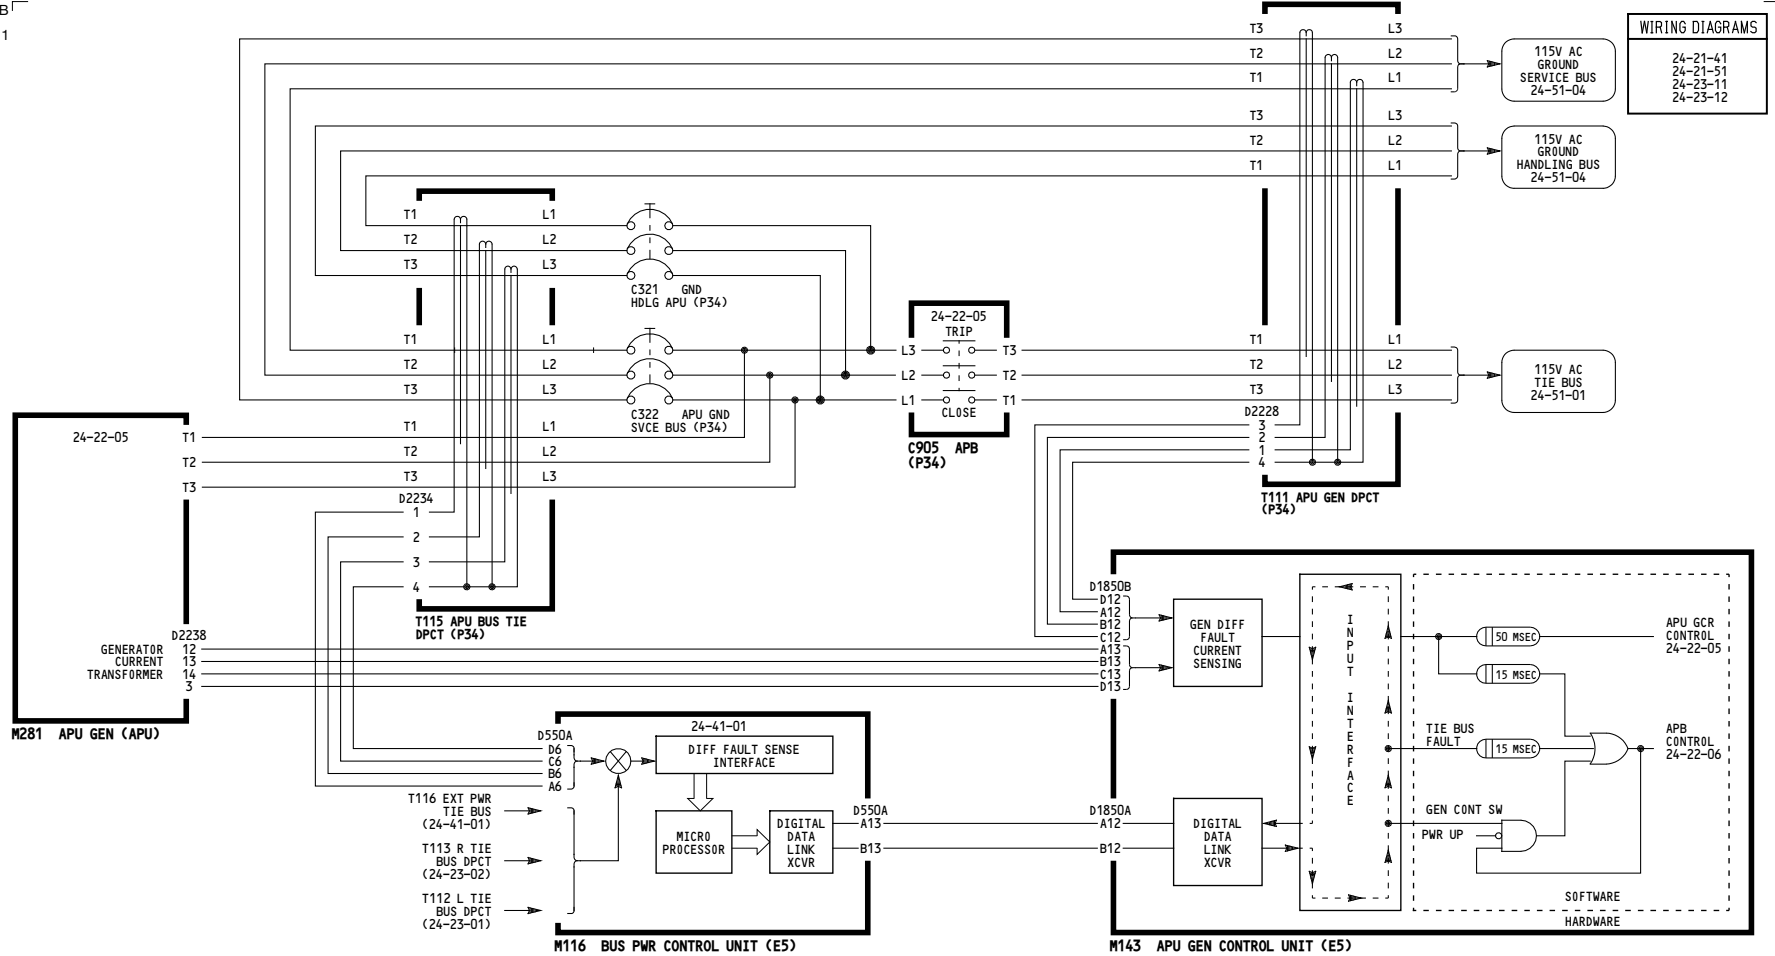 B
1
WIRING DIAGRAMS
24-21-41
24-21-51
24-23-11
24-23-12
T3 L3
T2 L2
T1 L1
115V AC
GROUND
SERVICE BUS
24-51-04
T3 L3
T2 L2
T1 L1
115V AC
GROUND
HANDLING BUS
24-51-04
T1 L1
T2 L2
T3 L3
C321 GND
HDLG APU (P34)
T1 L1
T2 L2
T3 L3
C322 APU GND
SVCE BUS (P34)
24-22-05
TRIP
L3 T3
L2 T2
L1 T1
CLOSE
C905 APB
(P34)
T1 L1
T2 L2
T3 L3
115V AC
TIE BUS
24-51-01
D2228
3
2
1
4
T111 APU GEN DPCT
(P34)
24-22-05
T1
T2
T3
T1 L1
T2 L2
T3 L3
D2234
1
2
3
4
T115 APU BUS TIE
DPCT (P34)
D2238
GENERATOR 12
CURRENT 13
TRANSFORMER 14
3
M281 APU GEN (APU)
D1850B
D12
A12
B12
C12
A13
B13
C13
D13
GEN DIFF
FAULT
CURRENT
SENSING
INPUT INTERFACE
50 MSEC
15 MSEC
APU GCR
CONTROL
24-22-05
TIE BUS
FAULT
15 MSEC
APB
CONTROL
24-22-06
GEN CONT SW
PWR UP
SOFTWARE
HARDWARE
24-41-01
D550A
D6
C6
B6
A6
DIFF FAULT SENSE
INTERFACE
T116 EXT PWR
TIE BUS
(24-41-01)
T113 R TIE
BUS DPCT
(24-23-02)
T112 L TIE
BUS DPCT
(24-23-01)
MICRO
PROCESSOR
DIGITAL
DATA
LINK
XCVR
D550A
A13
B13
D1850A
A12
B12
DIGITAL
DATA
LINK
XCVR
M116 BUS PWR CONTROL UNIT (E5)
M143 APU GEN CONTROL UNIT (E5)